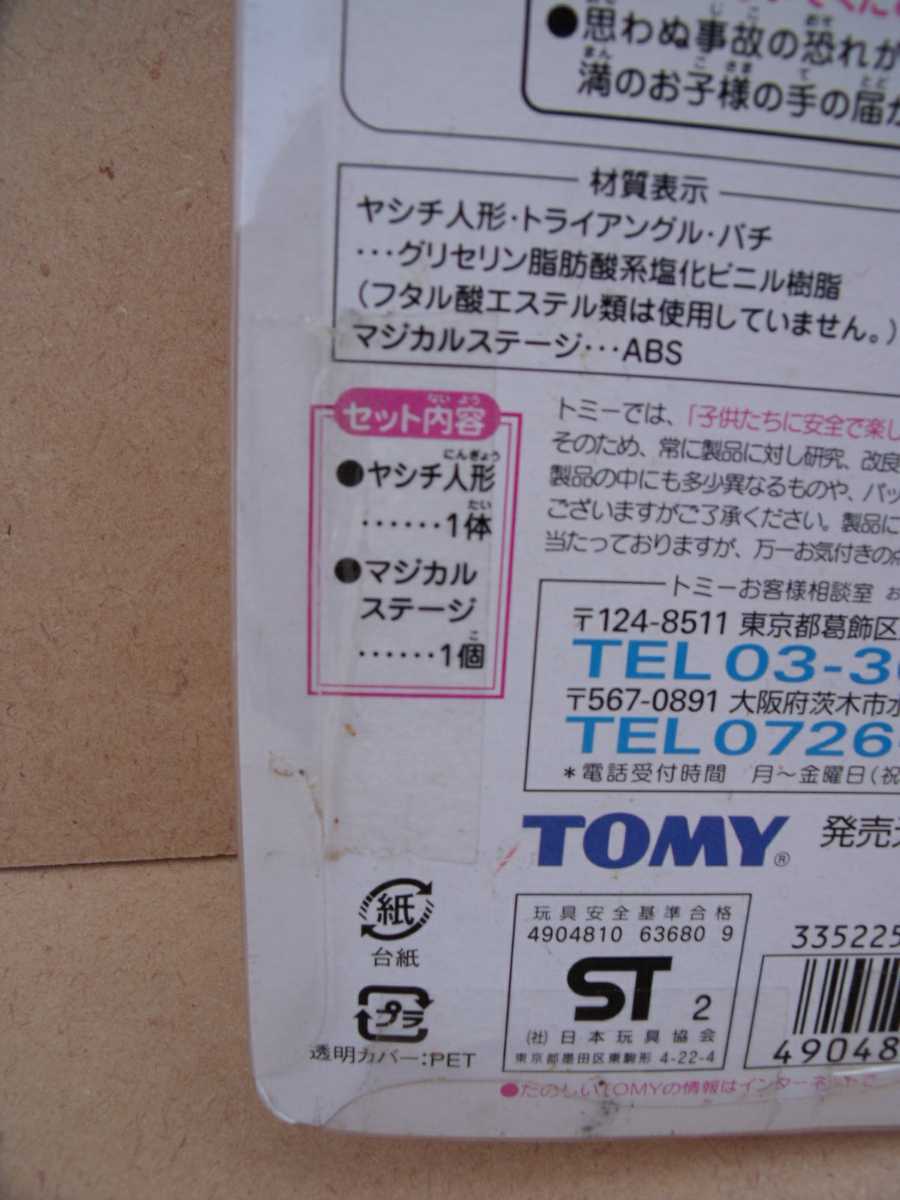 ●思わぬ事故の恐れが
満のお子様の手の届か
材質表示
ヤシチ人形・トライアングル・バチ
…グリセリン脂肪酸系塩化ビニル樹脂
(フタル酸エステル類は使用していません。)
マジカルステージ…ABS
セット内容
●ヤシチ人形
……1体
●マジカル
ステージ
……1個
トミーでは、「子供たちに安全で楽し
そのため、常に製品に対し研究、改良
製品の中にも多少異なるものや、パッ
ございますがご了承ください。製品に
当たっておりますが、万一お気付きの点
トミーお客様相談室 お
〒124-8511 東京都葛飾区
TEL 03-3
〒567-0891 大阪府茨木市水
TEL 0726
*電話受付時間 月～金曜日(祝
TOMY® 発売元
紙
台紙
プラ
透明カバー:PET
玩具安全基準合格
4904810 63680 9
ST 2
(社)日本玩具協会
東京都墨田区東駒形 4-22-4
335225
49048
●たのしいTOMYの情報はインターネットで